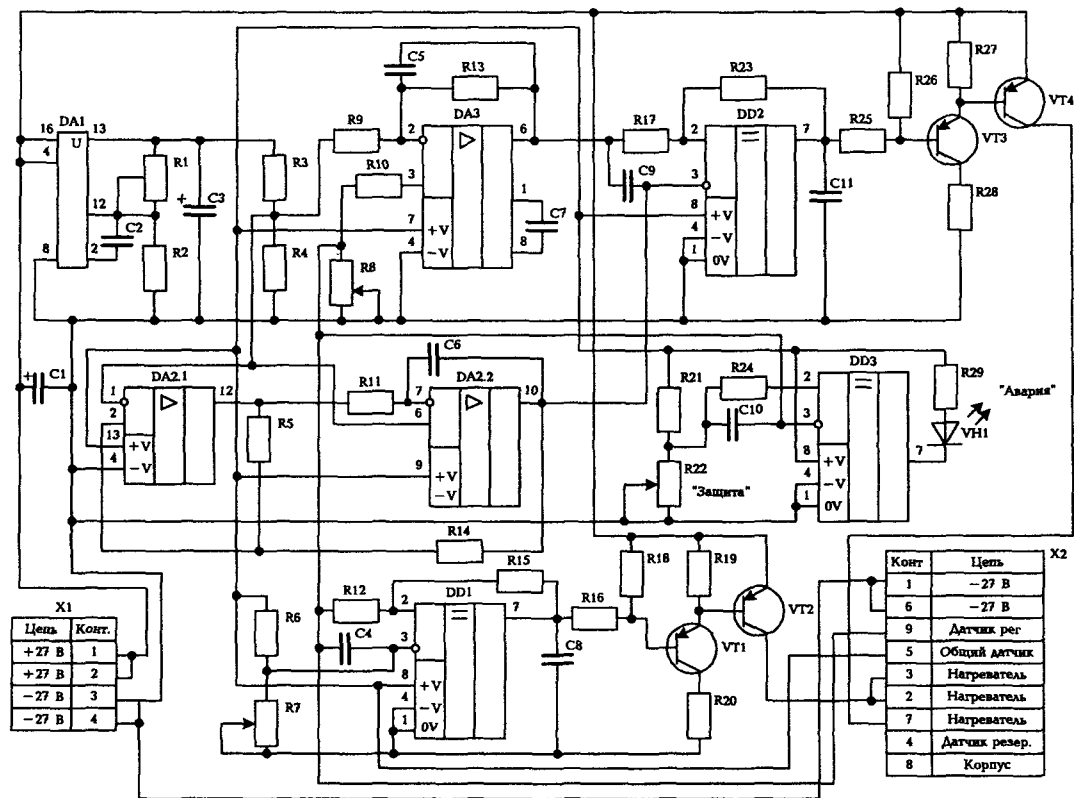 C5
R13
R23
R27
R26
VT4
DA1
16
13
U
4
12
8
2
R1
C2
R2
+
C3
R3
R4
R9
R10
R8
DA3
2
3
7
+V
4
−V
6
1
8
C7
R17
C9
DD2
=
2
3
8
+V
4
−V
1
0V
7
R25
C11
VT3
R28
+
C1
DA2.1
1
2
13
+V
4
−V
12
R5
R11
C6
DA2.2
7
6
9
+V
−V
10
R14
R21
R24
C10
R22
"Защита"
DD3
=
2
3
8
+V
4
−V
1
0V
7
R29
"Авария"
VH1
R6
R7
R12
C4
R15
DD1
=
2
3
8
+V
4
−V
1
0V
7
R16
C8
R18
R19
VT1
VT2
R20
X1
Цепь Конт.
+27 В 1
+27 В 2
−27 В 3
−27 В 4
X2
Конт Цепь
1 −27 В
6 −27 В
9 Датчик рег
5 Общий датчик
3 Нагреватель
2 Нагреватель
7 Нагреватель
4 Датчик резер.
8 Корпус